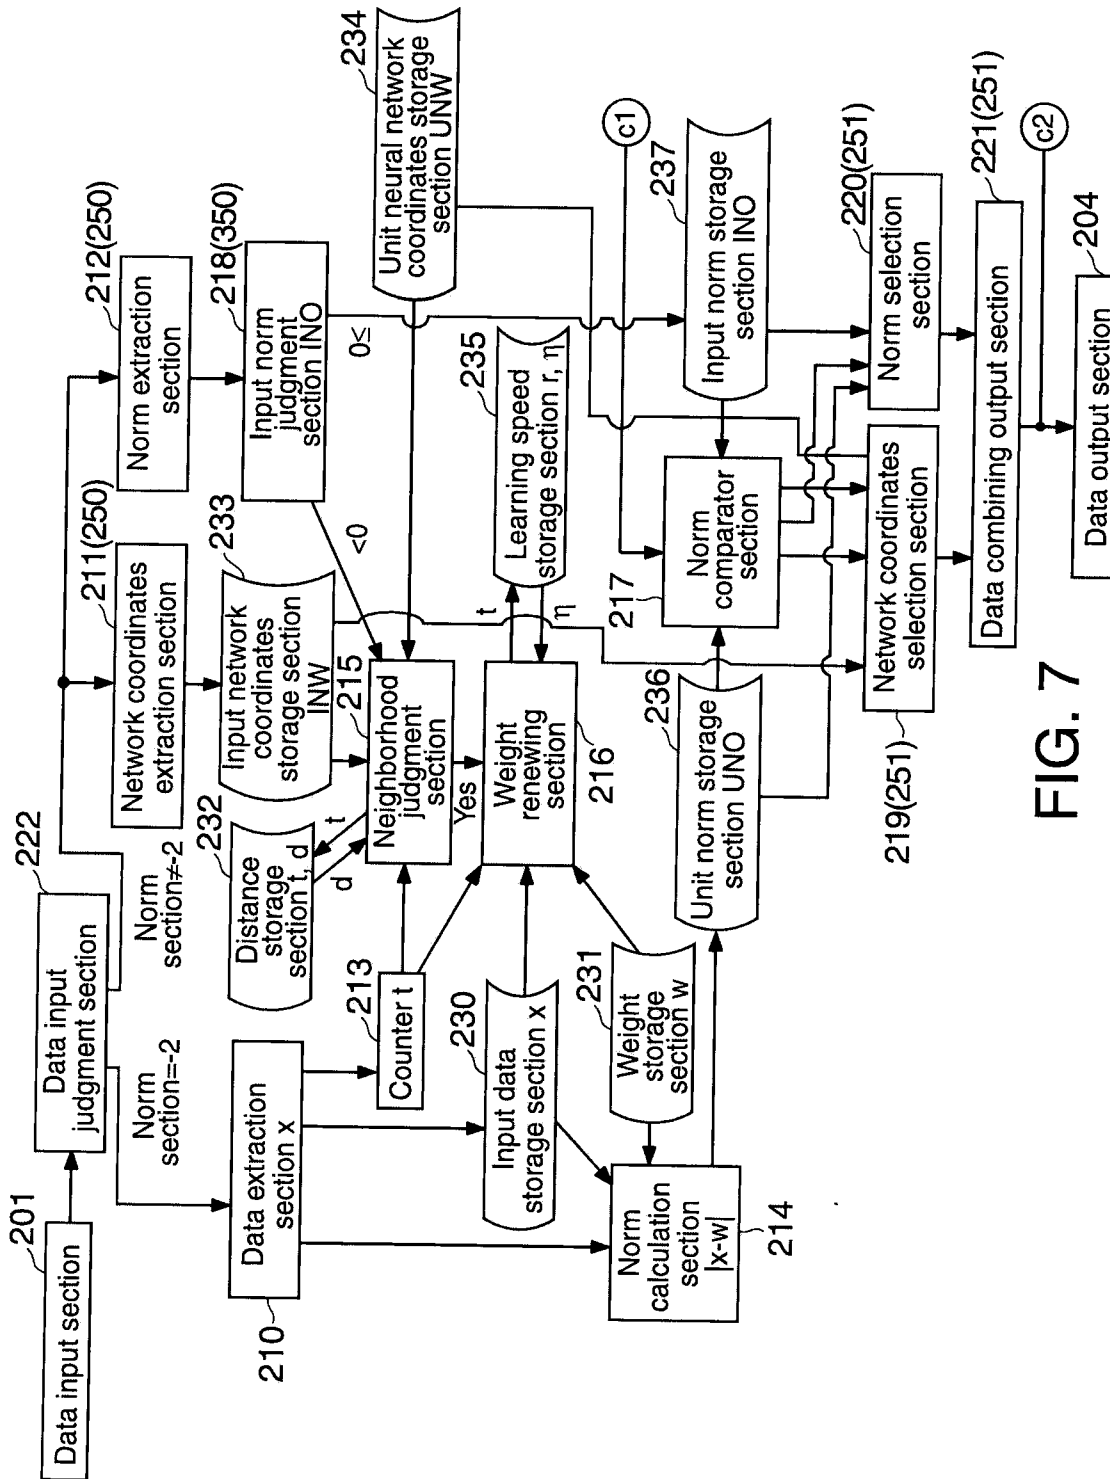 201
Data input section
222
Data input
judgment section
Norm
section=-2
Norm
section≠-2
210
Data extraction
section x
211(250)
Network coordinates
extraction section
212(250)
Norm extraction
section
218(350)
Input norm
judgment
section INO
<0
0≤
233
Input network
coordinates
storage section
INW
232
Distance
storage
section t, d
t
d
234
Unit neural network
coordinates storage
section UNW
213
Counter t
215
Neighborhood
judgment
section
Yes
230
Input data
storage section x
231
Weight
storage
section w
216
Weight
renewing
section
t
η
235
Learning speed
storage section r, η
Norm
calculation
section
|x-w|
214
236
Unit norm storage
section UNO
217
Norm
comparator
section
c1
237
Input norm storage
section INO
219(251)
Network coordinates
selection section
220(251)
Norm selection
section
221(251)
Data combining output section
c2
204
Data output section
FIG. 7